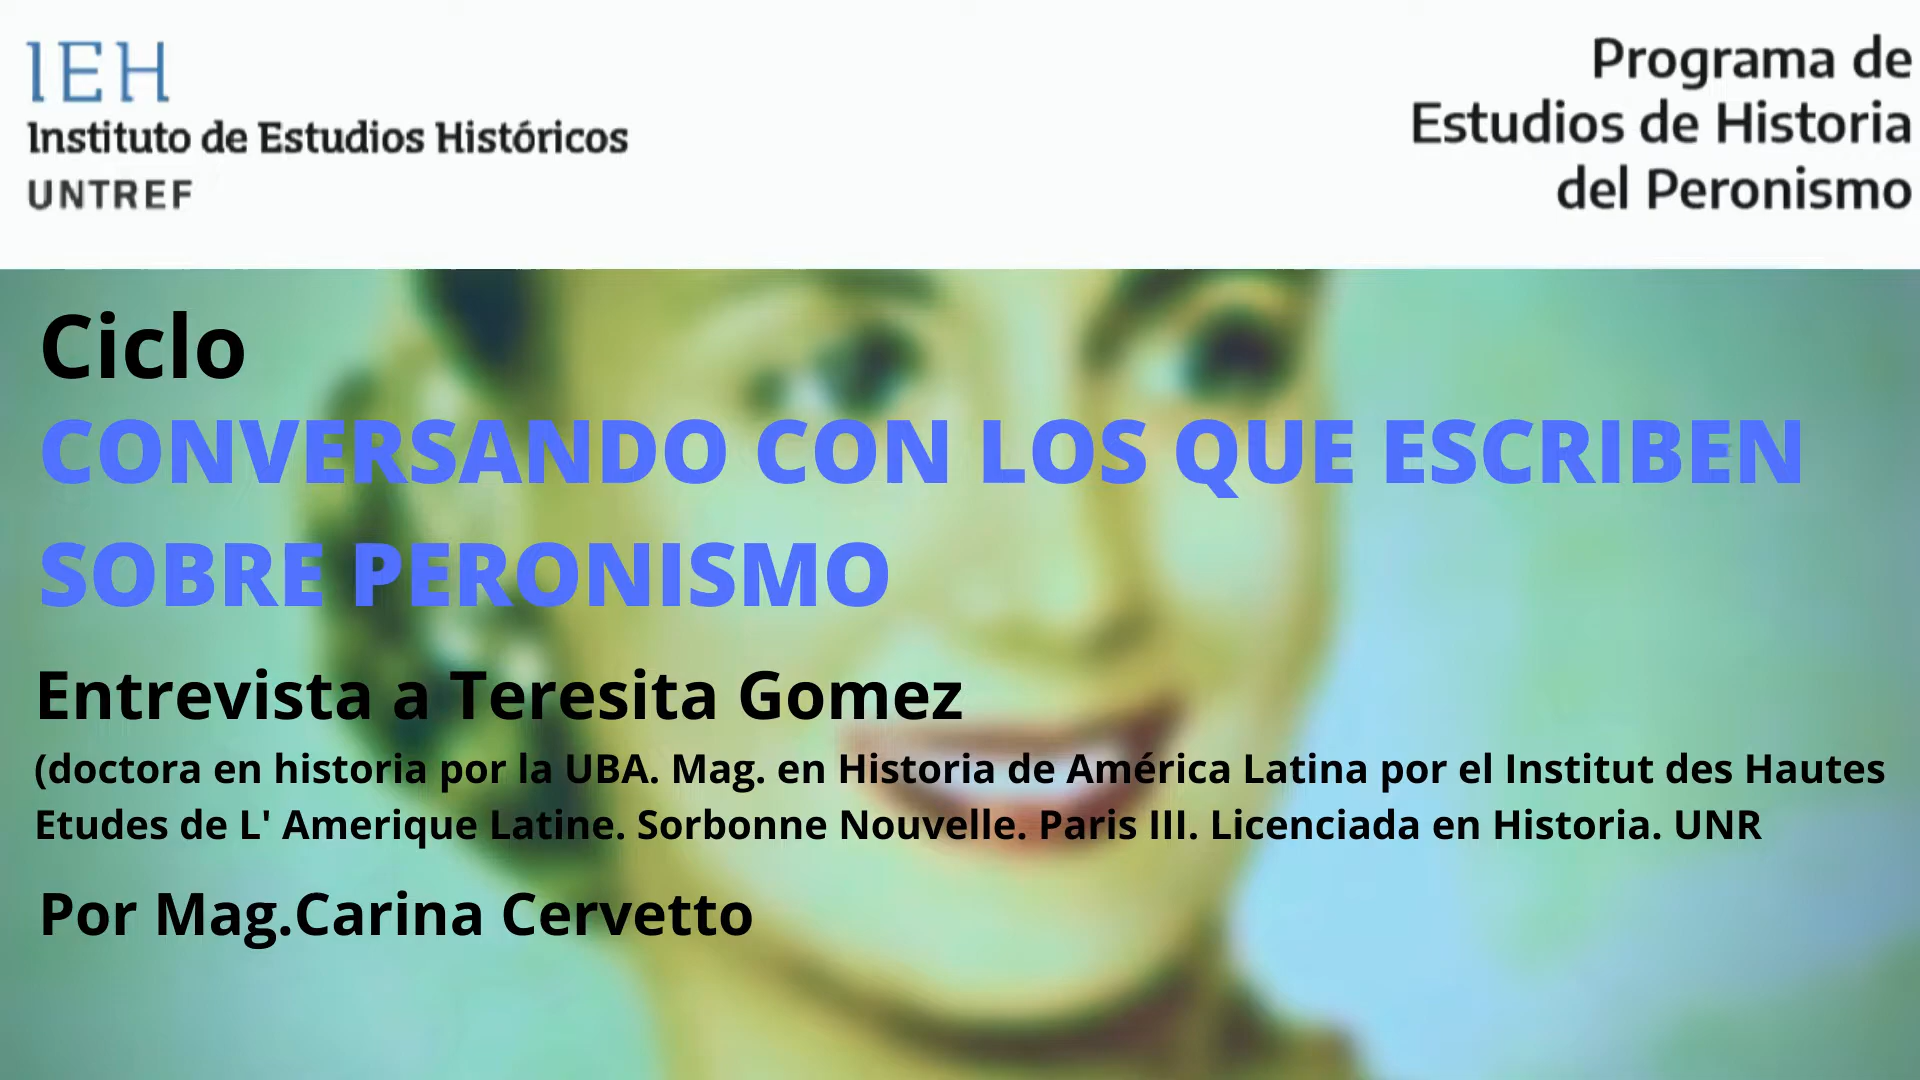 IEH
Instituto de Estudios Históricos
UNTREF
Programa de
Estudios de Historia
del Peronismo
Ciclo
CONVERSANDO CON LOS QUE ESCRIBEN
SOBRE PERONISMO
Entrevista a Teresita Gomez
(doctora en historia por la UBA. Mag. en Historia de América Latina por el Institut des Hautes
Etudes de L' Amerique Latine. Sorbonne Nouvelle. Paris III. Licenciada en Historia. UNR
Por Mag.Carina Cervetto